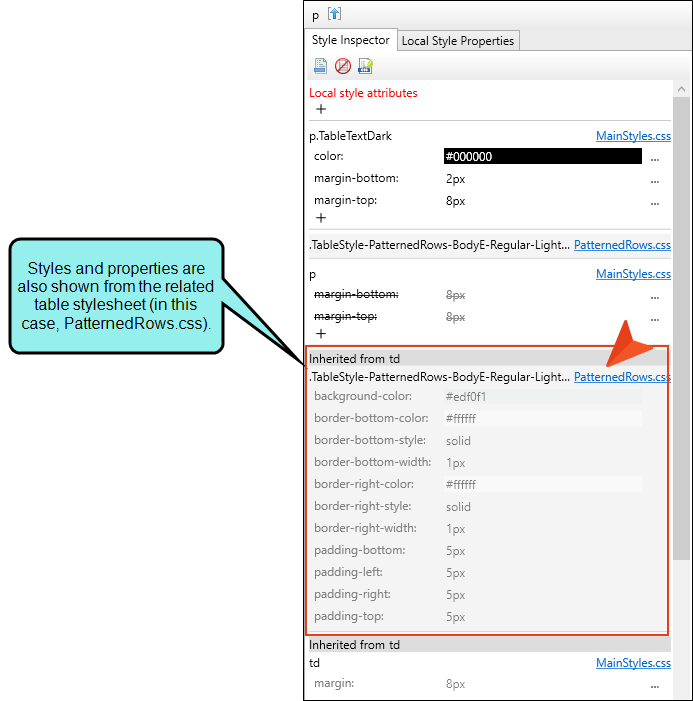 p
Style Inspector
Local Style Properties
Local style attributes
+
p.TableTextDark MainStyles.css
color: #000000 ...
margin-bottom: 2px ...
margin-top: 8px ...
+
.TableStyle-PatternedRows-BodyE-Regular-Light... PatternedRows.css
p MainStyles.css
margin-bottom: 8px ...
margin-top: 8px ...
+
Inherited from td
.TableStyle-PatternedRows-BodyE-Regular-Light... PatternedRows.css
background-color: #edf0f1
border-bottom-color: #ffffff
border-bottom-style: solid
border-bottom-width: 1px
border-right-color: #ffffff
border-right-style: solid
border-right-width: 1px
padding-bottom: 5px
padding-left: 5px
padding-right: 5px
padding-top: 5px
Inherited from td
td MainStyles.css
margin: 8px ...
Styles and properties are
also shown from the related
table stylesheet (in this
case, PatternedRows.css).